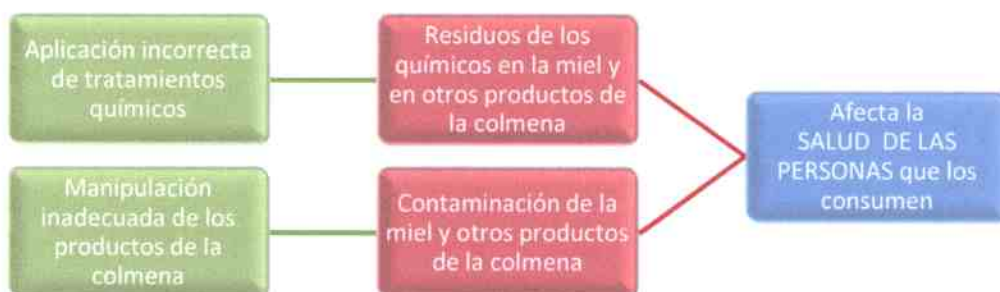 Aplicación incorrecta
de tratamientos
químicos
Residuos de los
químicos en la miel y
en otros productos de
la colmena
Manipulación
inadecuada de los
productos de la
colmena
Contaminación de la
miel y otros productos
de la colmena
Afecta la
SALUD DE LAS
PERSONAS que los
consumen